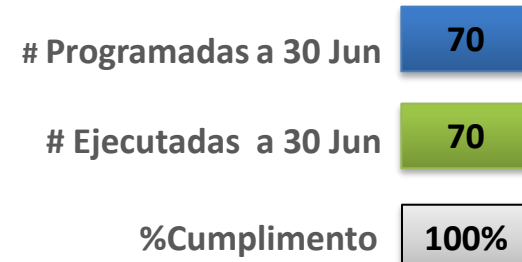 # Programadas a 30 Jun 70
# Ejecutadas a 30 Jun 70
%Cumplimento 100%